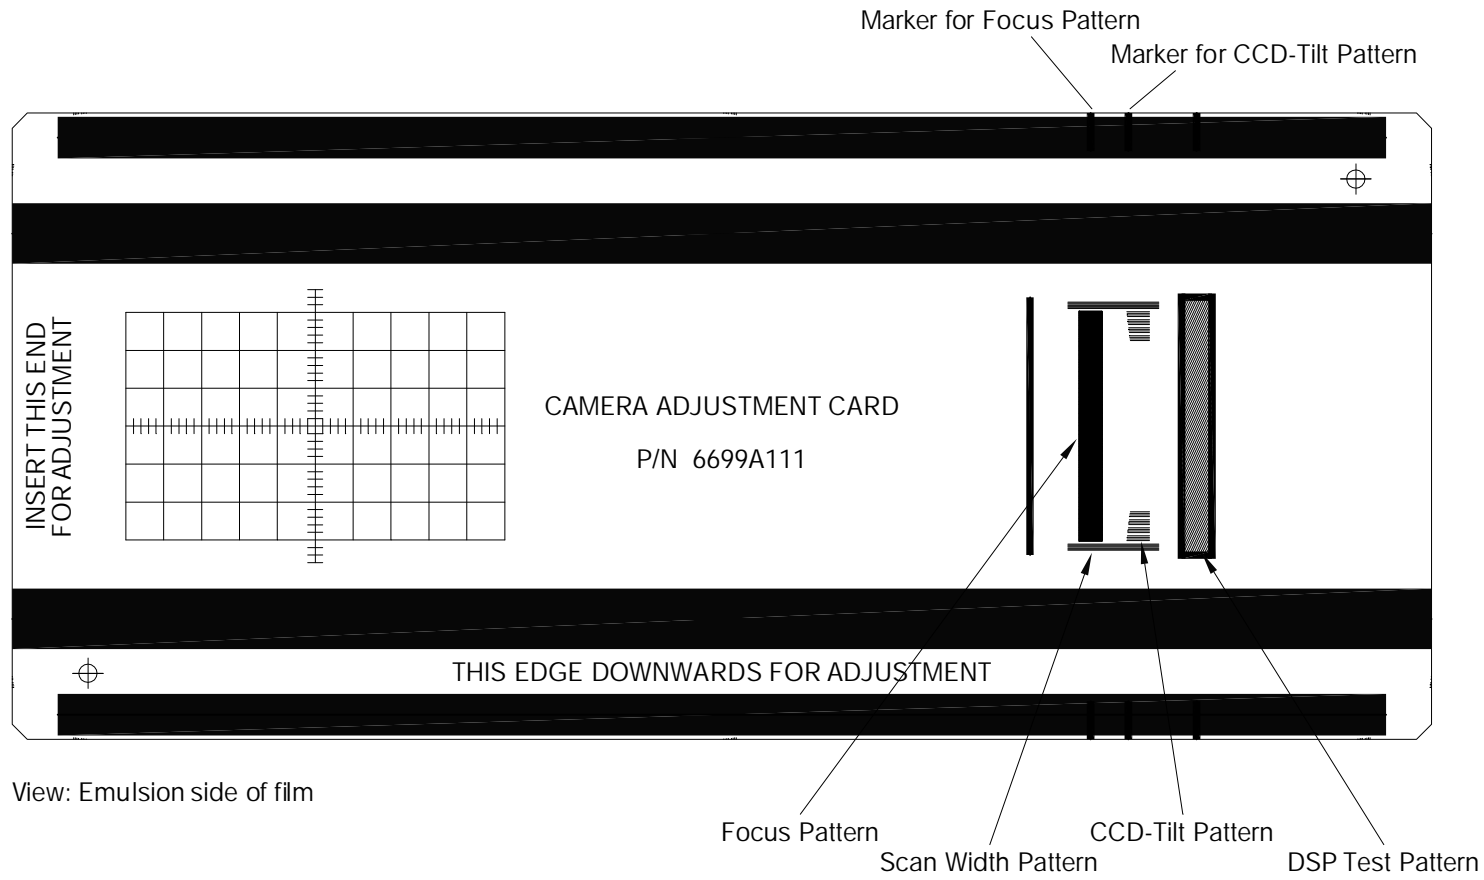 Marker for Focus Pattern
Marker for CCD-Tilt Pattern
INSERT THIS END
FOR ADJUSTMENT
CAMERA ADJUSTMENT CARD
P/N 6699A111
THIS EDGE DOWNWARDS FOR ADJUSTMENT
View: Emulsion side of film
Focus Pattern
CCD-Tilt Pattern
Scan Width Pattern
DSP Test Pattern